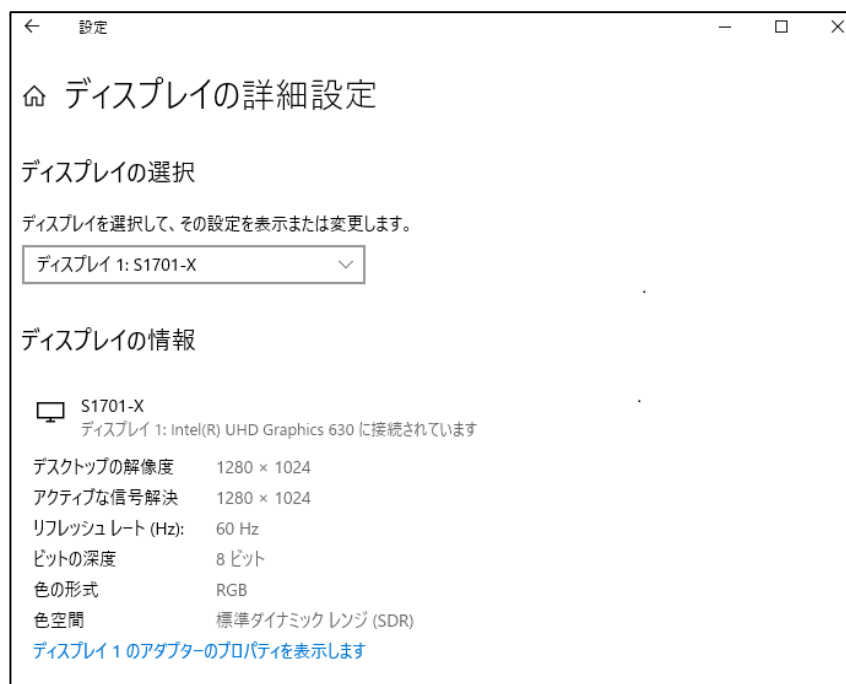 設定
ディスプレイの詳細設定
ディスプレイの選択
ディスプレイを選択して、その設定を表示または変更します。
ディスプレイ 1: S1701-X
ディスプレイの情報
S1701-X
ディスプレイ 1: Intel(R) UHD Graphics 630 に接続されています
デスクトップの解像度 1280 × 1024
アクティブな信号解決 1280 × 1024
リフレッシュ レート (Hz): 60 Hz
ビットの深度 8 ビット
色の形式 RGB
色空間 標準ダイナミック レンジ (SDR)
ディスプレイ 1 のアダプターのプロパティを表示します